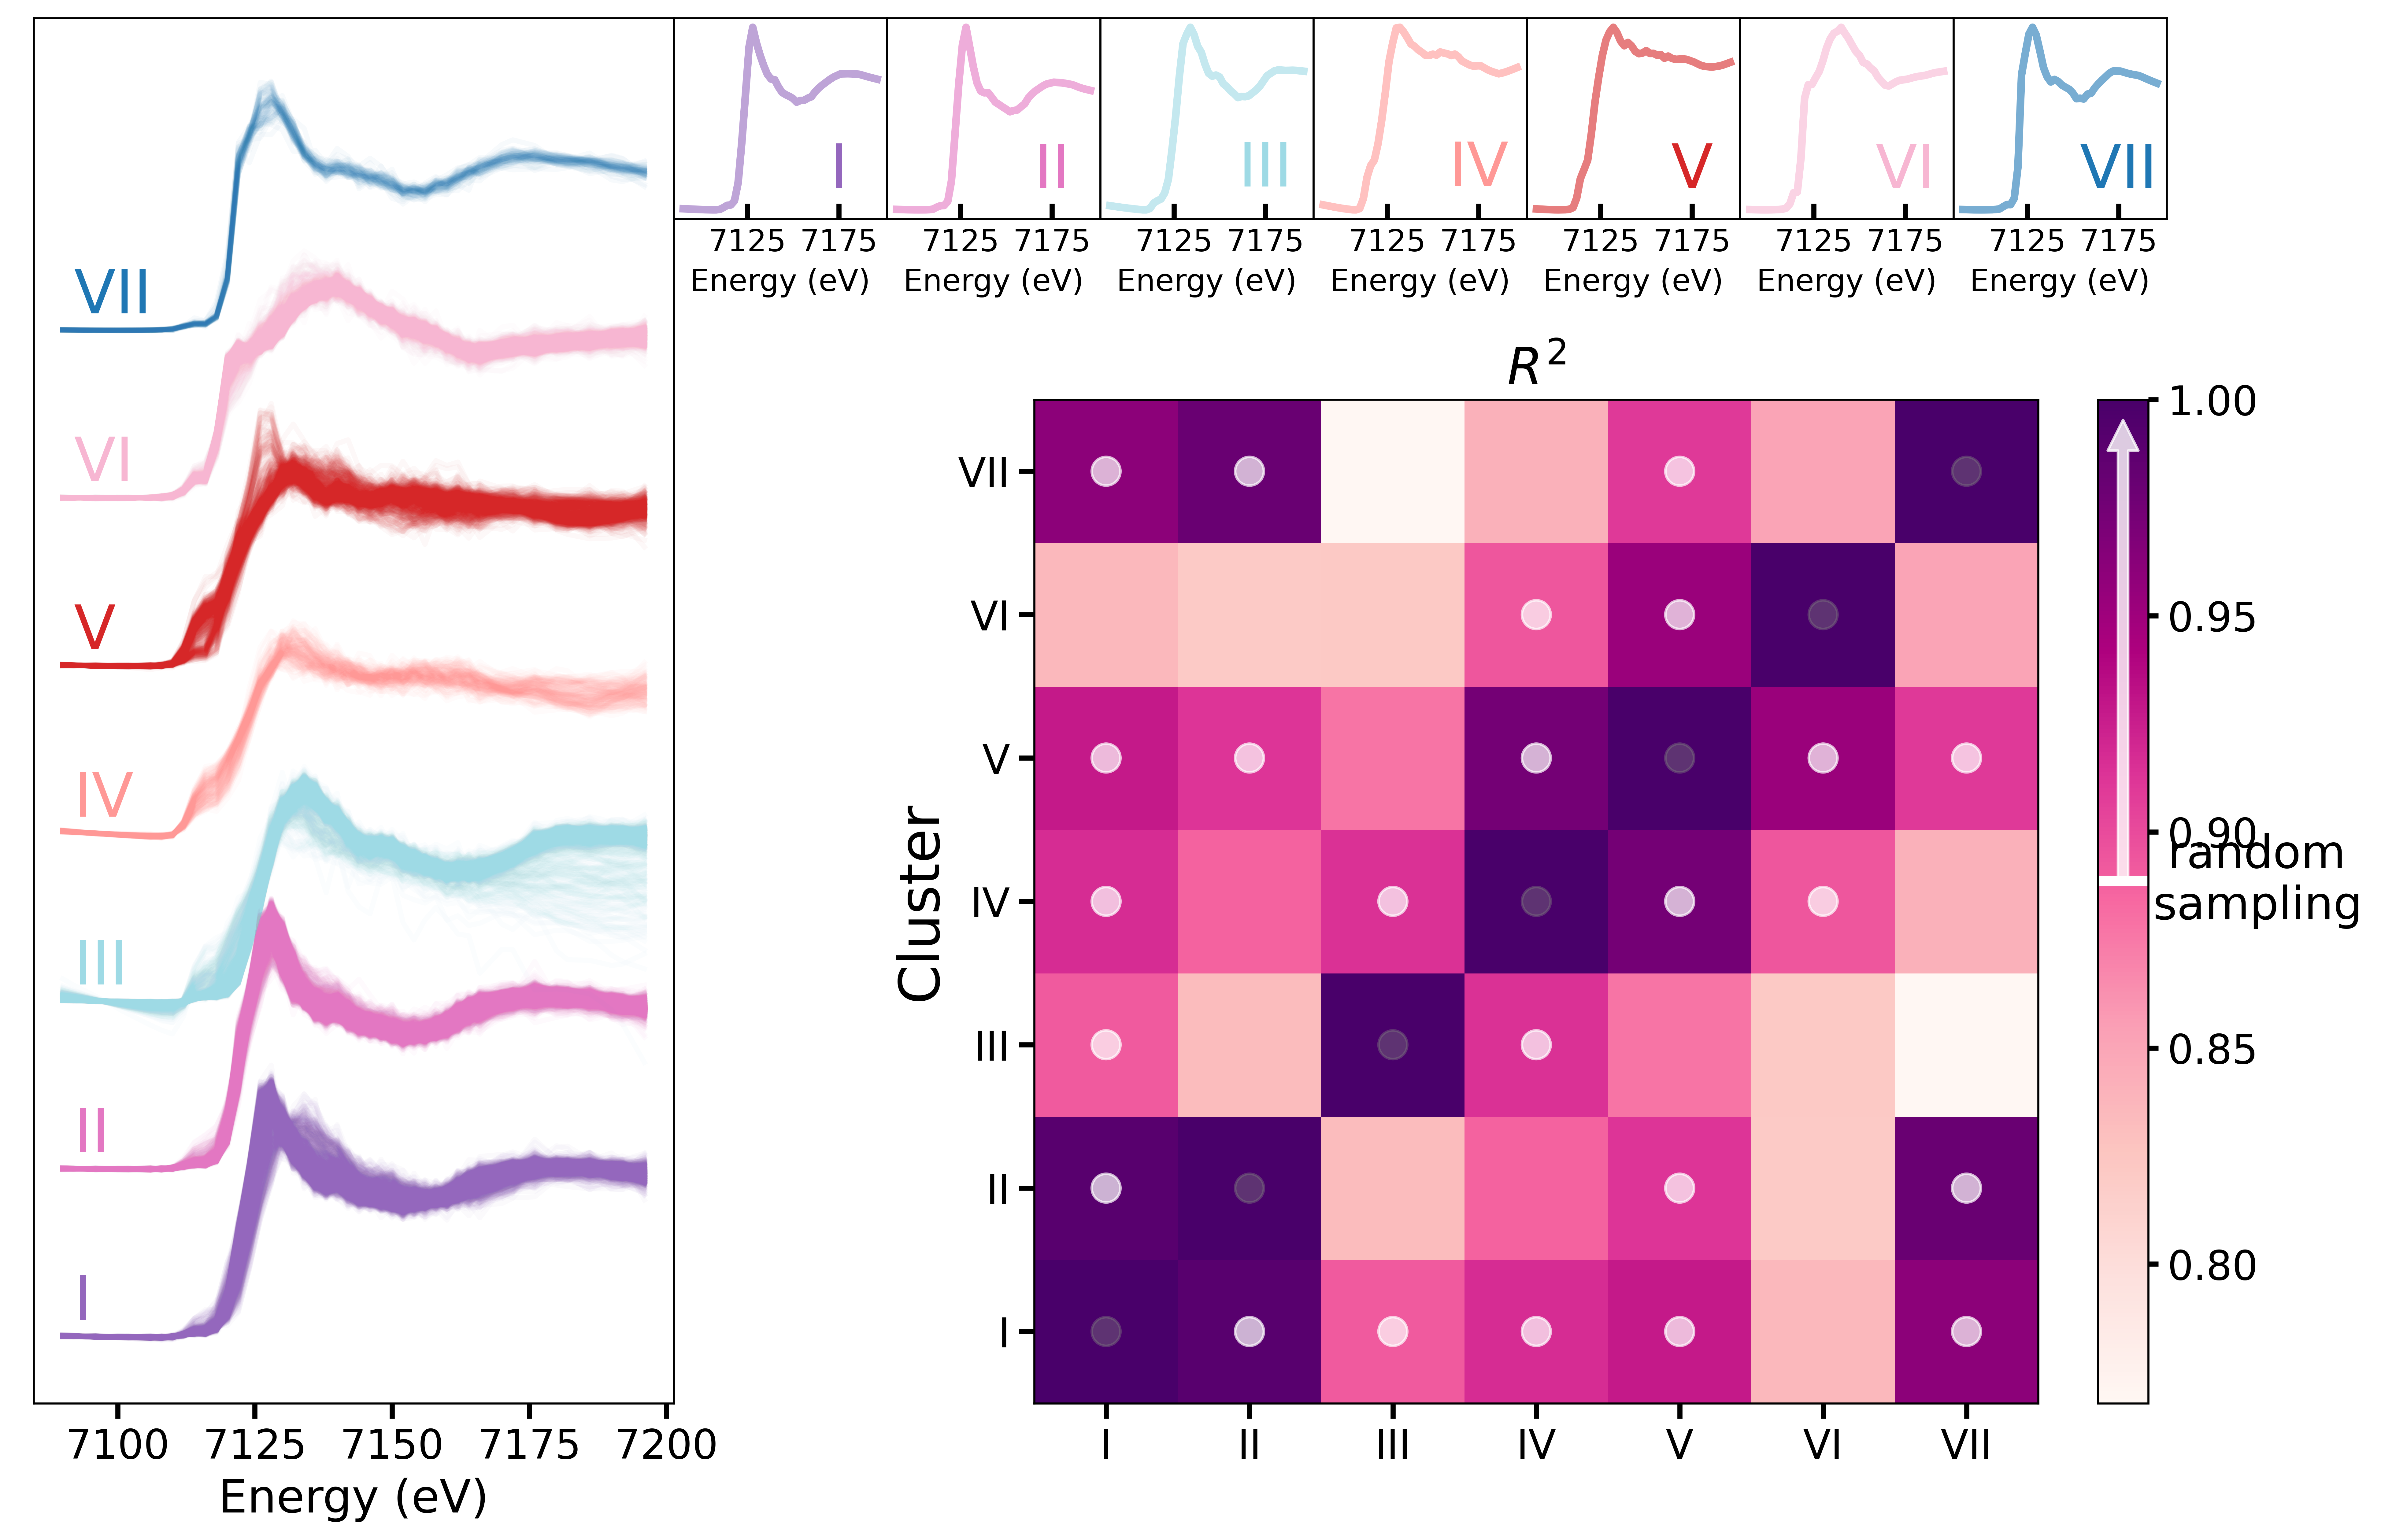 VII
VI
V
IV
III
II
I
7100 7125 7150 7175 7200
Energy (eV)
I II III IV V VI VII
7125 7175 7125 7175 7125 7175 7125 7175 7125 7175 7125 7175 7125 7175
Energy (eV) Energy (eV) Energy (eV) Energy (eV) Energy (eV) Energy (eV) Energy (eV)
R²
Cluster
VII
VI
V
IV
III
II
I
I II III IV V VI VII
1.00
0.95
0.90
random
sampling
0.85
0.80